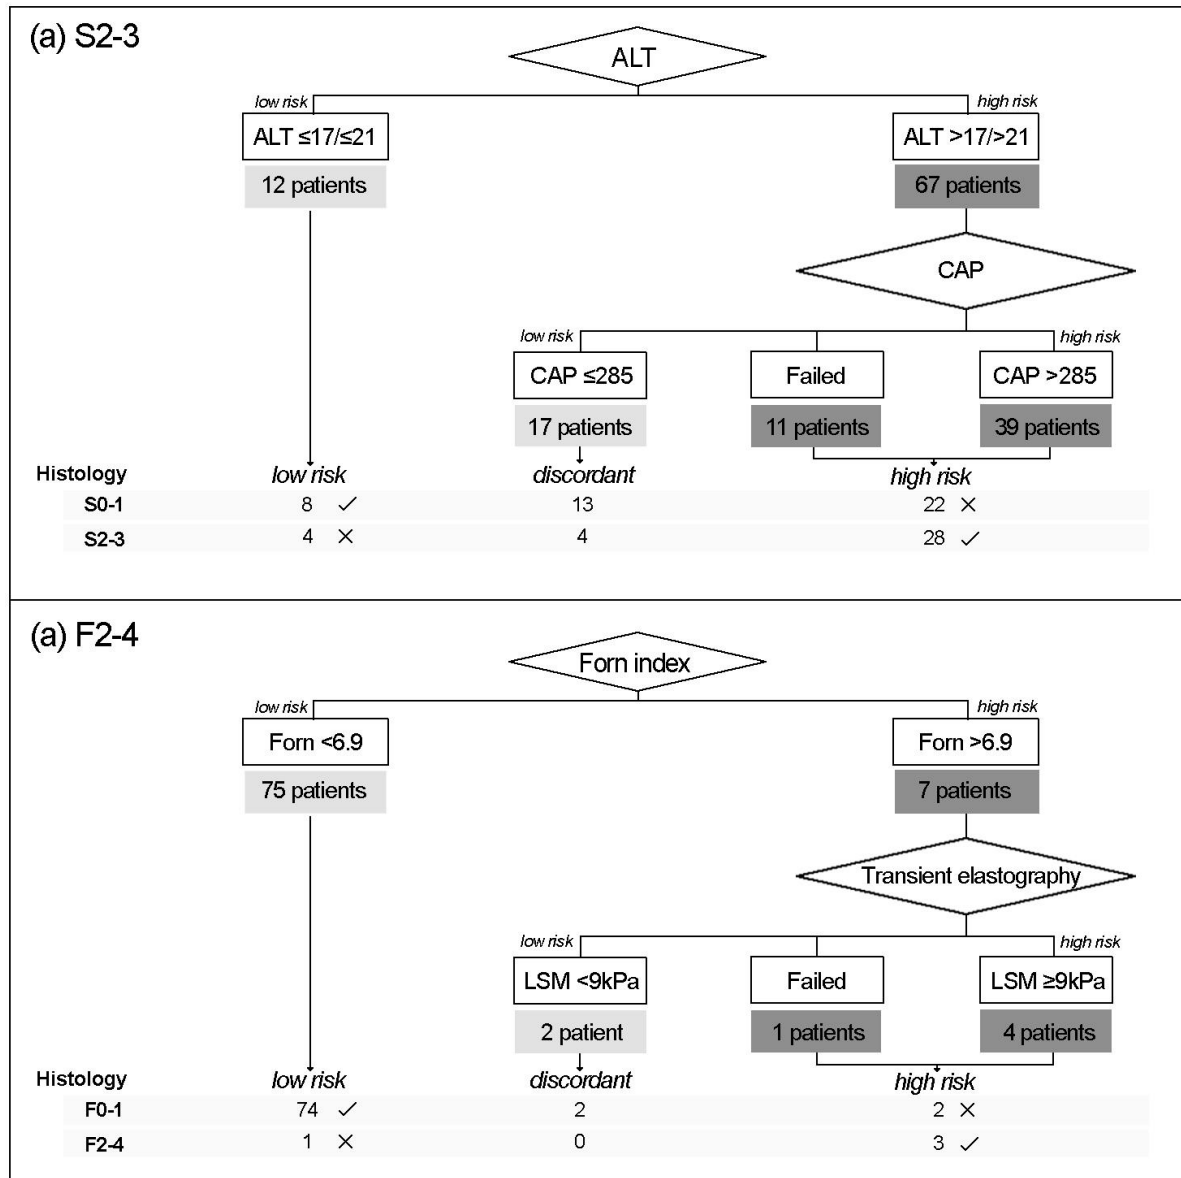 (a) S2-3
ALT
low risk high risk
ALT ≤17/≤21 ALT >17/>21
12 patients 67 patients
CAP
low risk high risk
CAP ≤285 Failed CAP >285
17 patients 11 patients 39 patients
Histology low risk discordant high risk
S0-1 8 ✓ 13 22 ×
S2-3 4 × 4 28 ✓
(a) F2-4
Forn index
low risk high risk
Forn <6.9 Forn >6.9
75 patients 7 patients
Transient elastography
low risk high risk
LSM <9kPa Failed LSM ≥9kPa
2 patient 1 patients 4 patients
Histology low risk discordant high risk
F0-1 74 ✓ 2 2 ×
F2-4 1 × 0 3 ✓